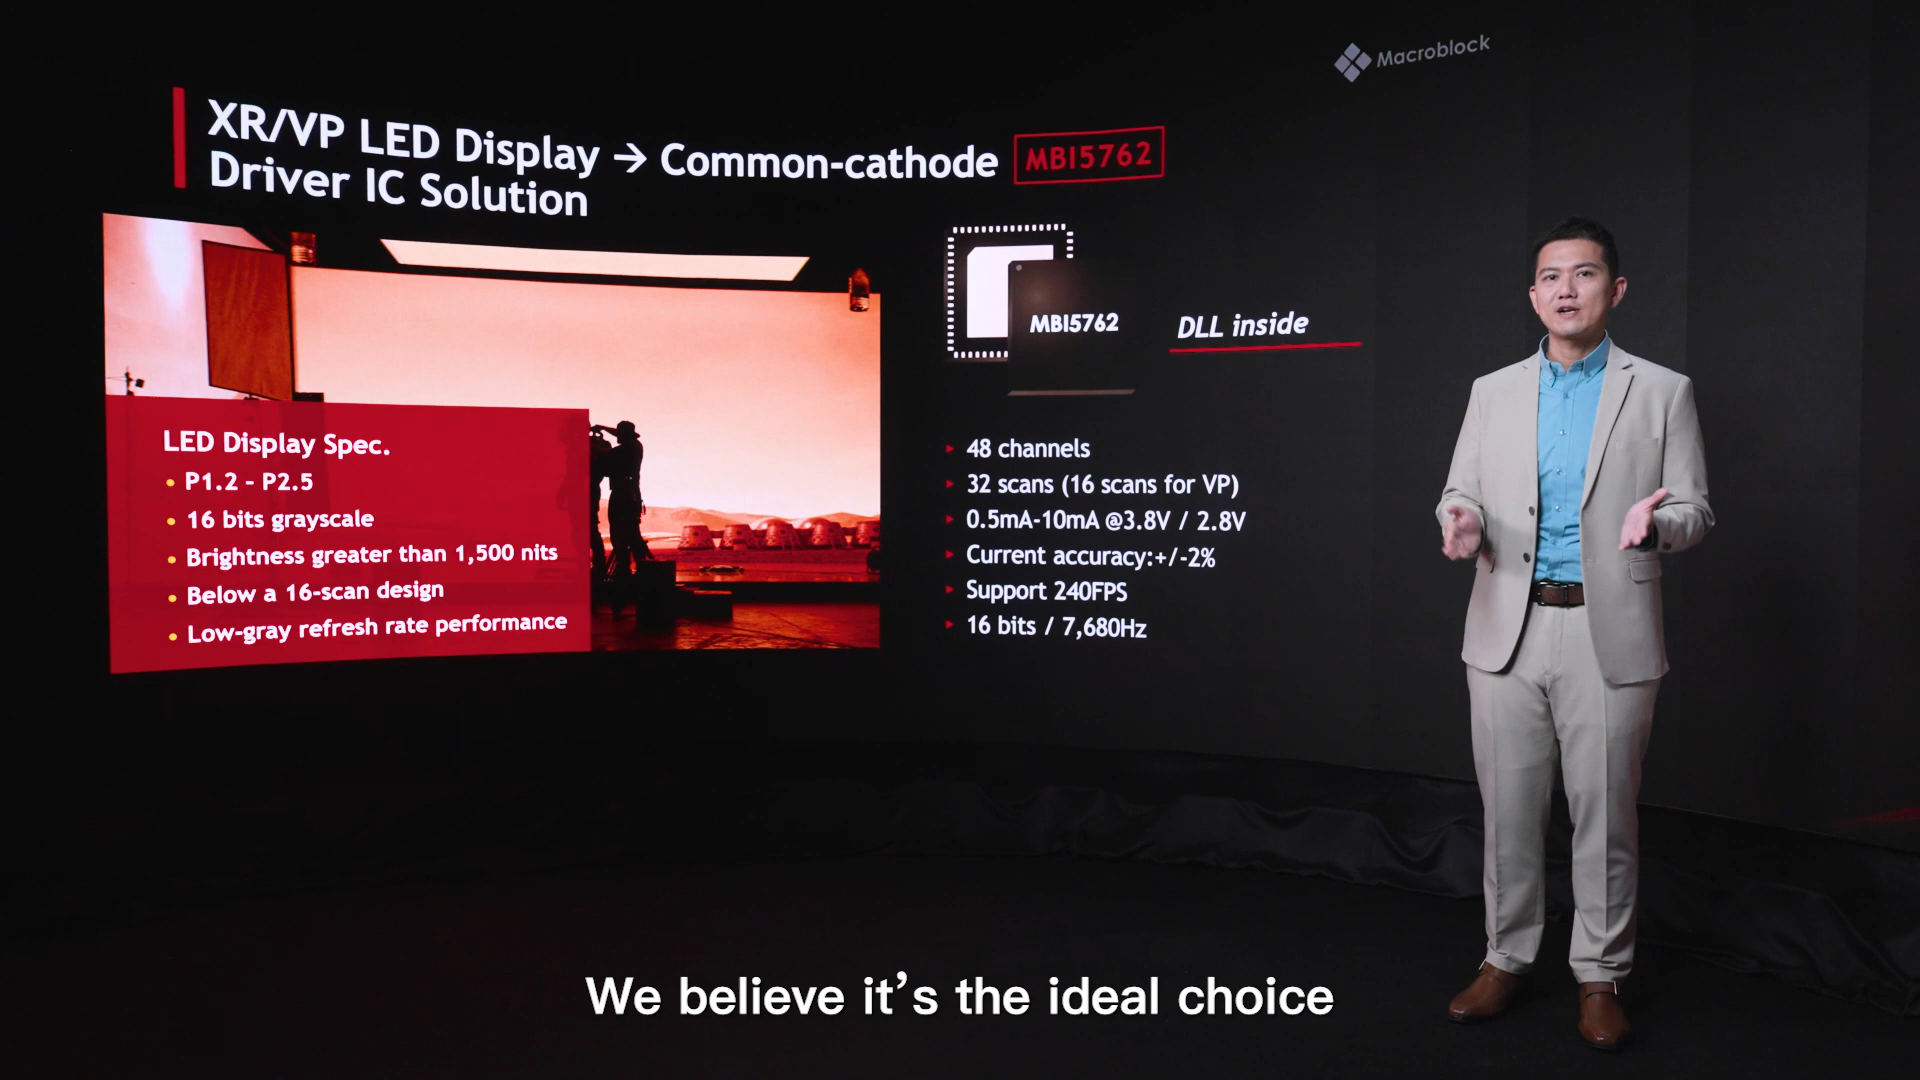 Macroblock
XR/VP LED Display → Common-cathode MBI5762
Driver IC Solution
MBI5762
DLL inside
LED Display Spec.
• P1.2 - P2.5
• 16 bits grayscale
• Brightness greater than 1,500 nits
• Below a 16-scan design
• Low-gray refresh rate performance
▸ 48 channels
▸ 32 scans (16 scans for VP)
▸ 0.5mA-10mA @3.8V / 2.8V
▸ Current accuracy:+/-2%
▸ Support 240FPS
▸ 16 bits / 7,680Hz
We believe it’s the ideal choice